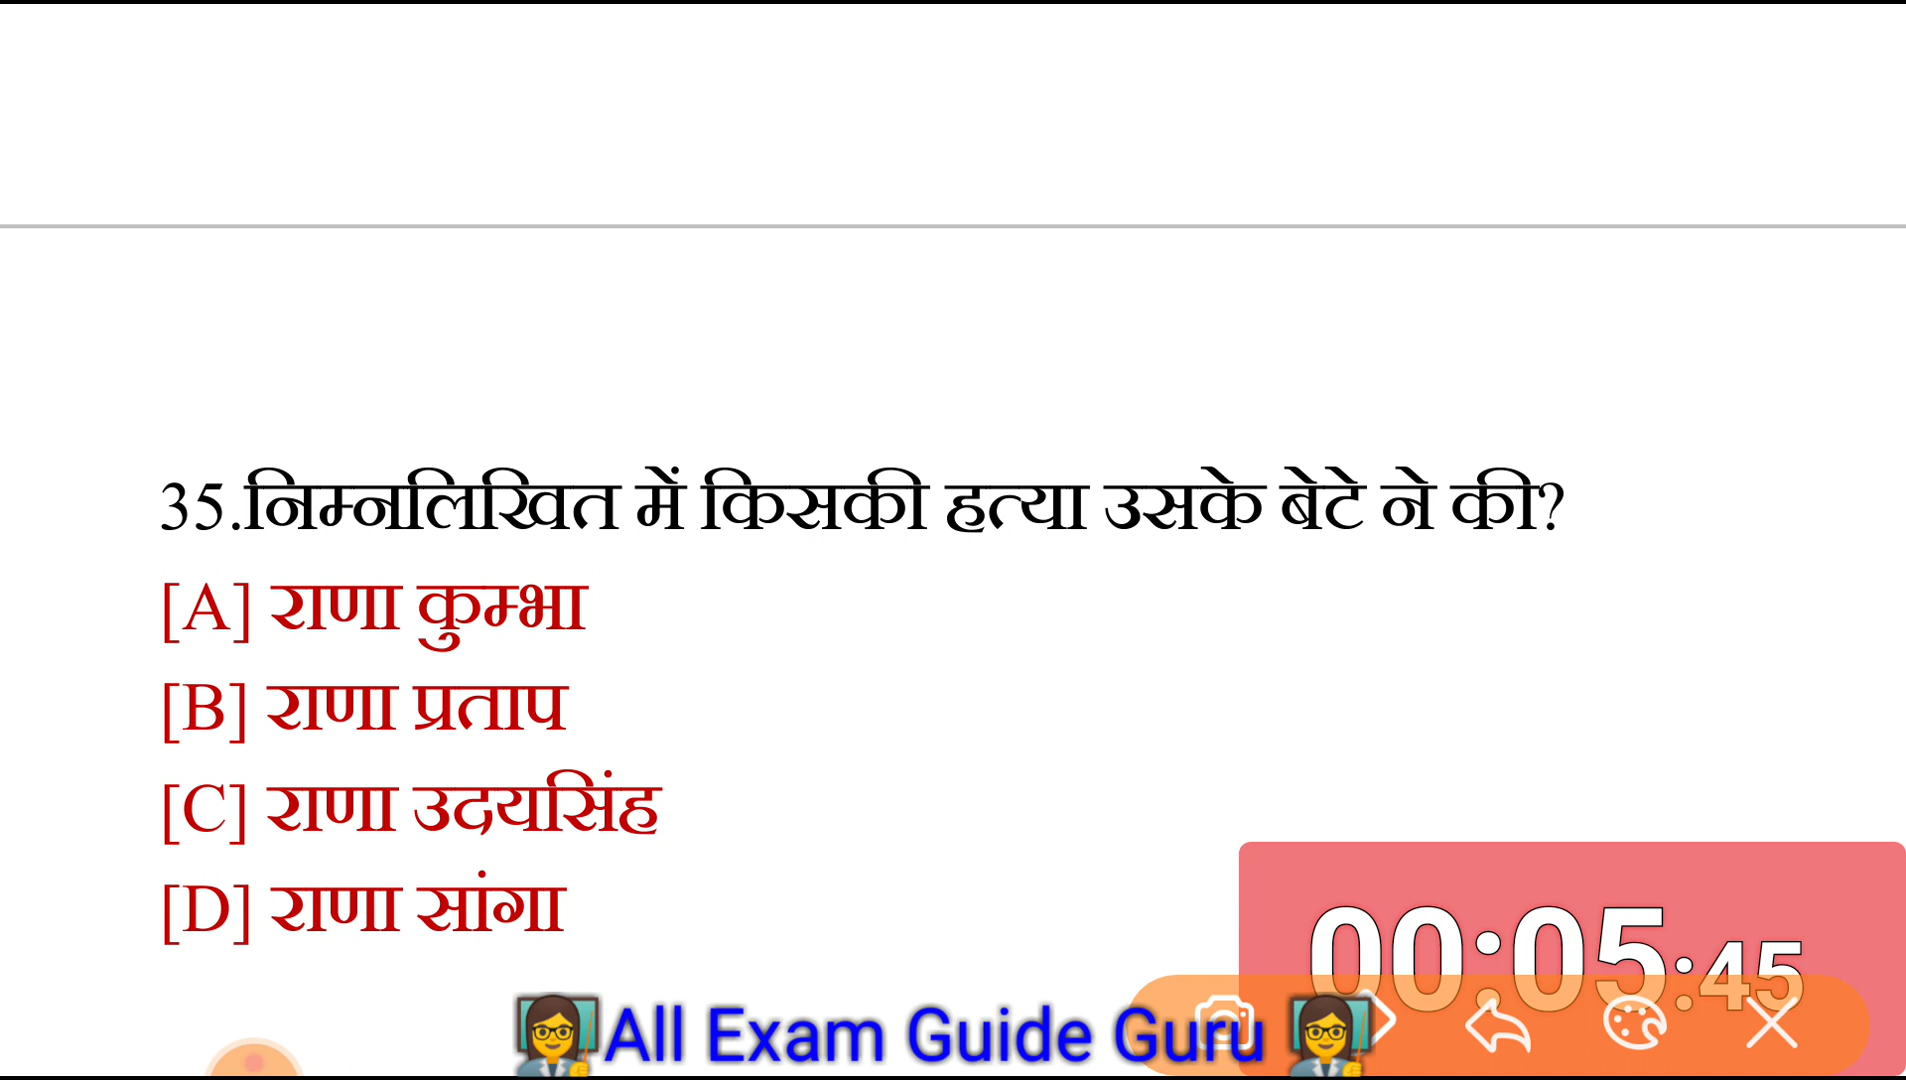 35.निम्नलिखित में किसकी हत्या उसके बेटे ने की?
[A] राणा कुम्भा
[B] राणा प्रताप
[C] राणा उदयसिंह
[D] राणा सांगा
00:05:45
All Exam Guide Guru